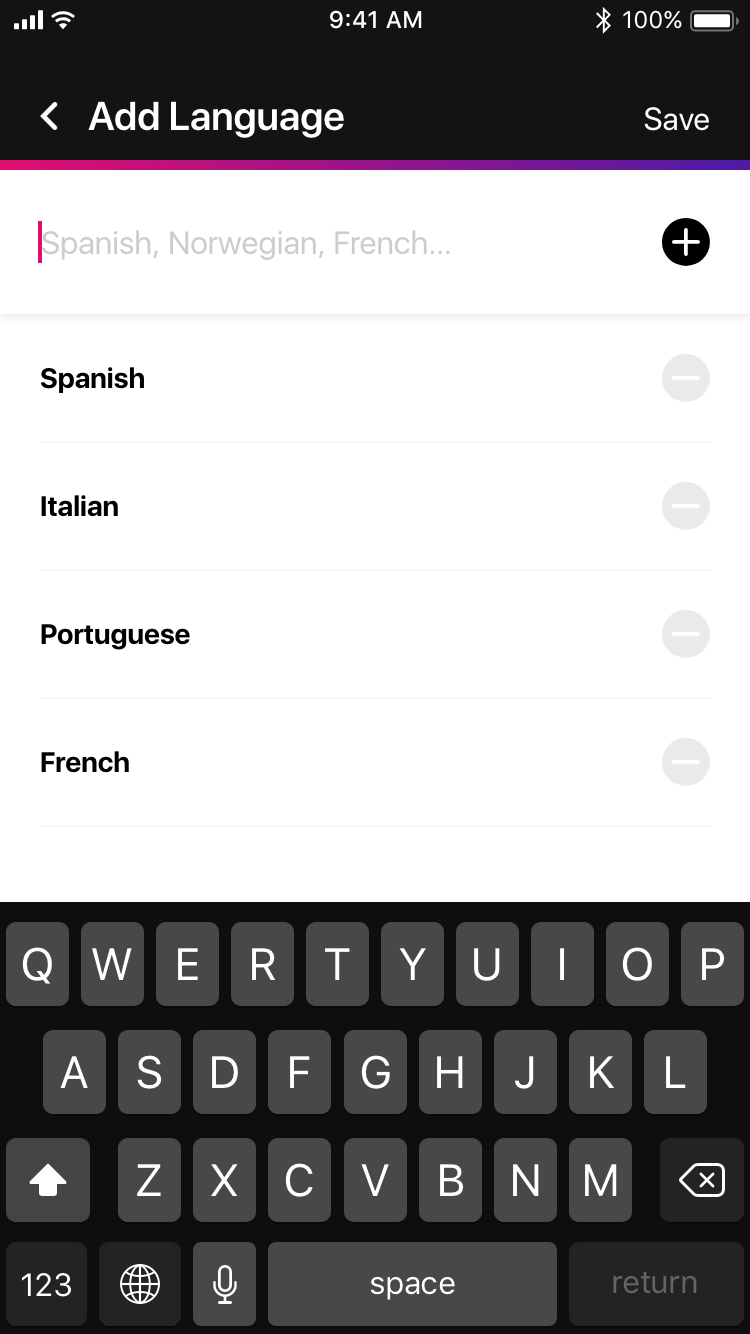 9:41 AM 100%
Add Language Save
Spanish, Norwegian, French...
Spanish
Italian
Portuguese
French
Q W E R T Y U I O P
A S D F G H J K L
Z X C V B N M
123 space return